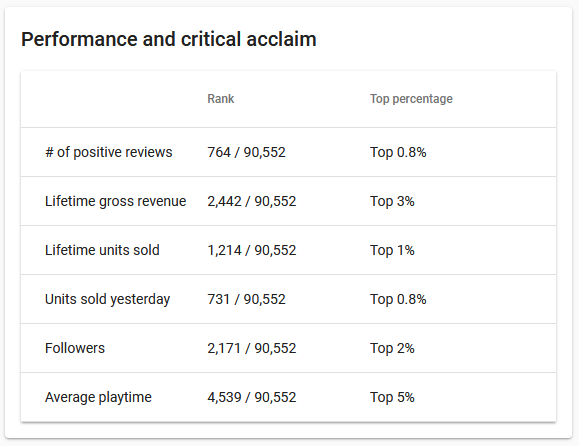 Performance and critical acclaim
Rank Top percentage
# of positive reviews 764 / 90,552 Top 0.8%
Lifetime gross revenue 2,442 / 90,552 Top 3%
Lifetime units sold 1,214 / 90,552 Top 1%
Units sold yesterday 731 / 90,552 Top 0.8%
Followers 2,171 / 90,552 Top 2%
Average playtime 4,539 / 90,552 Top 5%